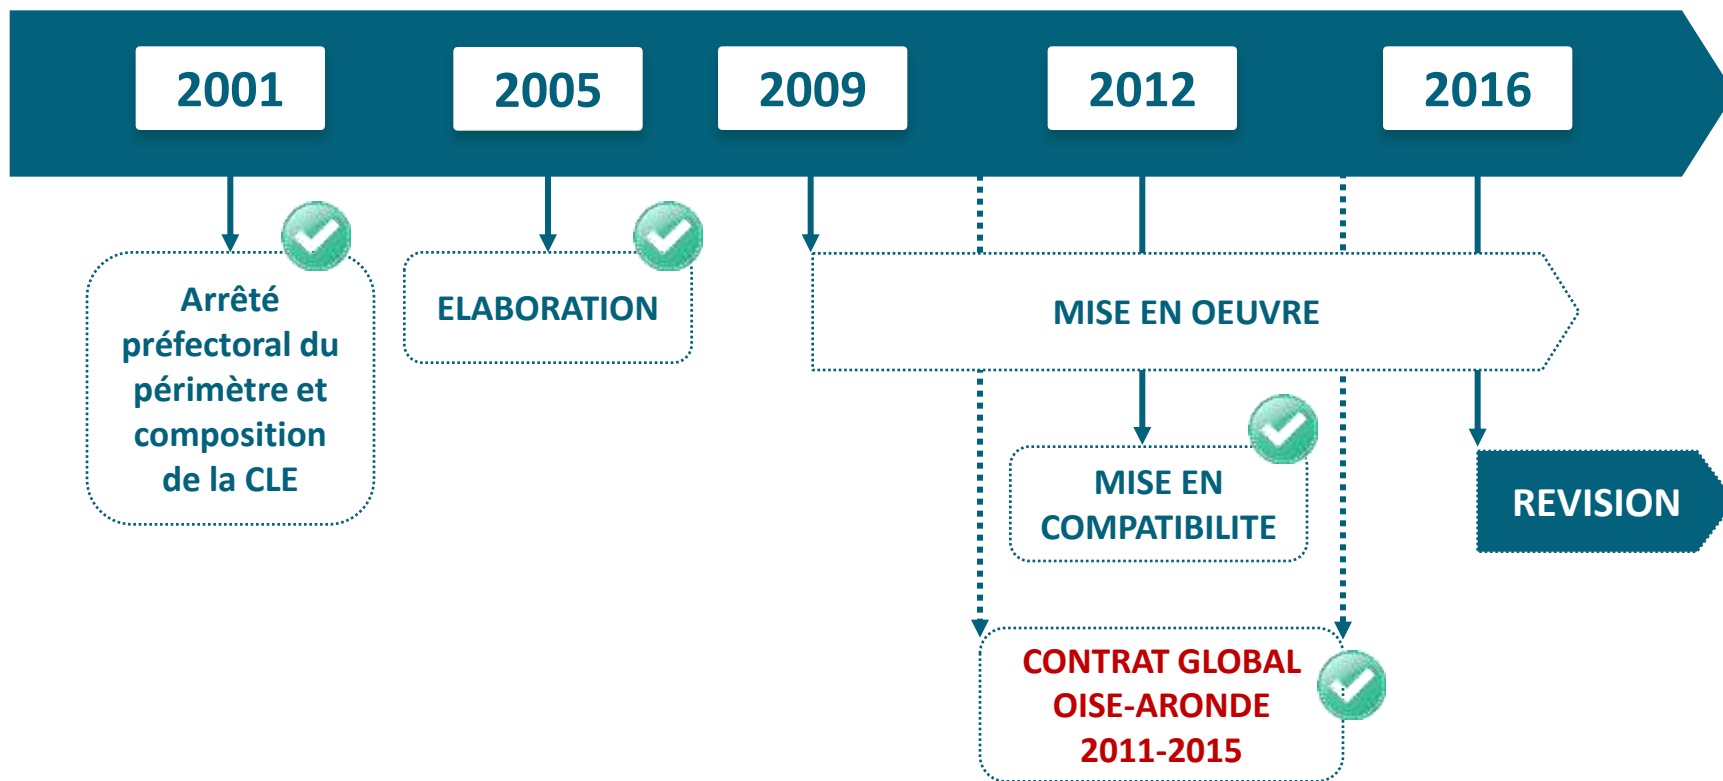 2001
2005
2009
2012
2016
Arrêté
préfectoral du
périmètre et
composition
de la CLE
ELABORATION
MISE EN OEUVRE
MISE EN
COMPATIBILITE
REVISION
CONTRAT GLOBAL
OISE-ARONDE
2011-2015